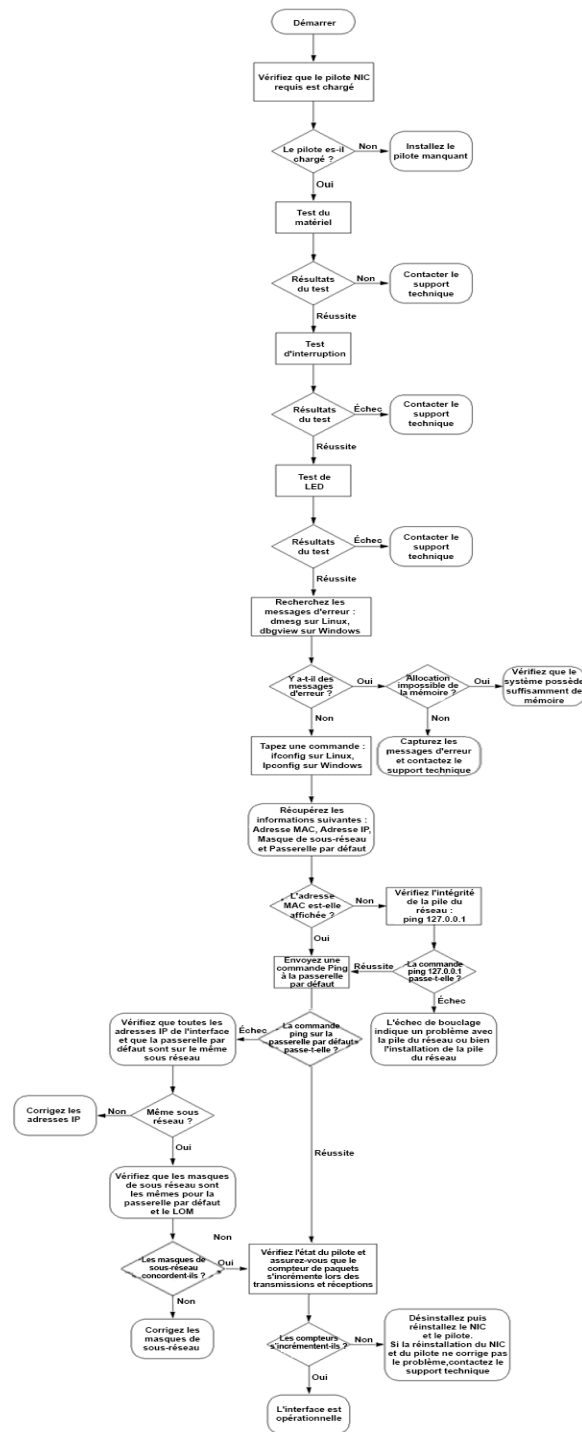 Démarrer
Vérifiez que le pilote NIC
requis est chargé
Le pilote es-il
chargé ?
Non
Installez le
pilote manquant
Oui
Test du
matériel
Résultats
du test
Non
Contacter le
support
technique
Réussite
Test
d'interruption
Résultats
du test
Échec
Contacter le
support
technique
Réussite
Test de
LED
Résultats
du test
Échec
Contacter le
support
technique
Réussite
Recherchez les
messages d'erreur :
dmesg sur Linux,
dbgview sur Windows
Y a-t-il des
messages
d'erreur ?
Oui
Allocation
impossible de
la mémoire ?
Oui
Vérifiez que le
système possède
suffisamment de
mémoire
Non
Non
Capturez les
messages d'erreur
et contactez le
support technique
Tapez une commande :
ifconfig sur Linux,
Ipconfig sur Windows
Récupérez les
informations suivantes :
Adresse MAC, Adresse IP,
Masque de sous-réseau
et Passerelle par défaut
L'adresse
MAC est-elle
affichée ?
Non
Vérifiez l'intégrité
de la pile du
réseau :
ping 127.0.0.1
Oui
Envoyez une
commande Ping
à la passerelle
par défaut
Réussite
La commande
ping 127.0.0.1
passe-t-elle ?
Échec
L'échec de bouclage
indique un problème avec
la pile du réseau ou bien
l'installation de la pile
du réseau
La commande
ping sur la
passerelle par défaut
passe-t-elle ?
Échec
Vérifiez que toutes les
adresses IP de l'interface
et que la passerelle par
défaut sont sur le même
sous réseau
Même sous
réseau ?
Non
Corrigez les
adresses IP
Oui
Réussite
Vérifiez que les masques
de sous réseau sont
les mêmes pour la
passerelle par défaut
et le LOM
Non
Les masques de
sous-réseau
concordent-ils ?
Oui
Vérifiez l'état du pilote et
assurez-vous que le
compteur de paquets
s'incrémente lors des
transmissions et réceptions
Non
Corrigez les
masques de
sous-réseau
Les compteurs
s'incrémentent-ils ?
Non
Désinstallez puis
réinstallez le NIC
et le pilote.
Si la réinstallation du NIC
et du pilote ne corrige pas
le problème,contactez le
support technique
Oui
L'interface est
opérationnelle